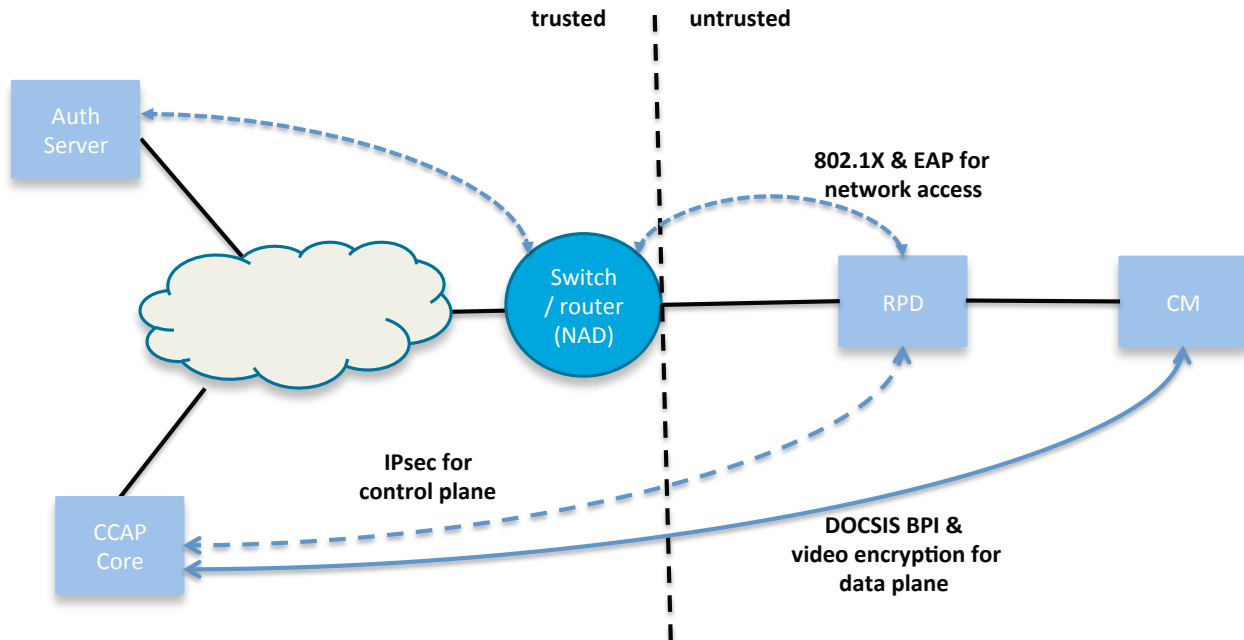 trusted
untrusted
Auth
Server
802.1X & EAP for
network access
Switch
/ router
(NAD)
RPD
CM
IPsec for
control plane
CCAP
Core
DOCSIS BPI &
video encryption for
data plane